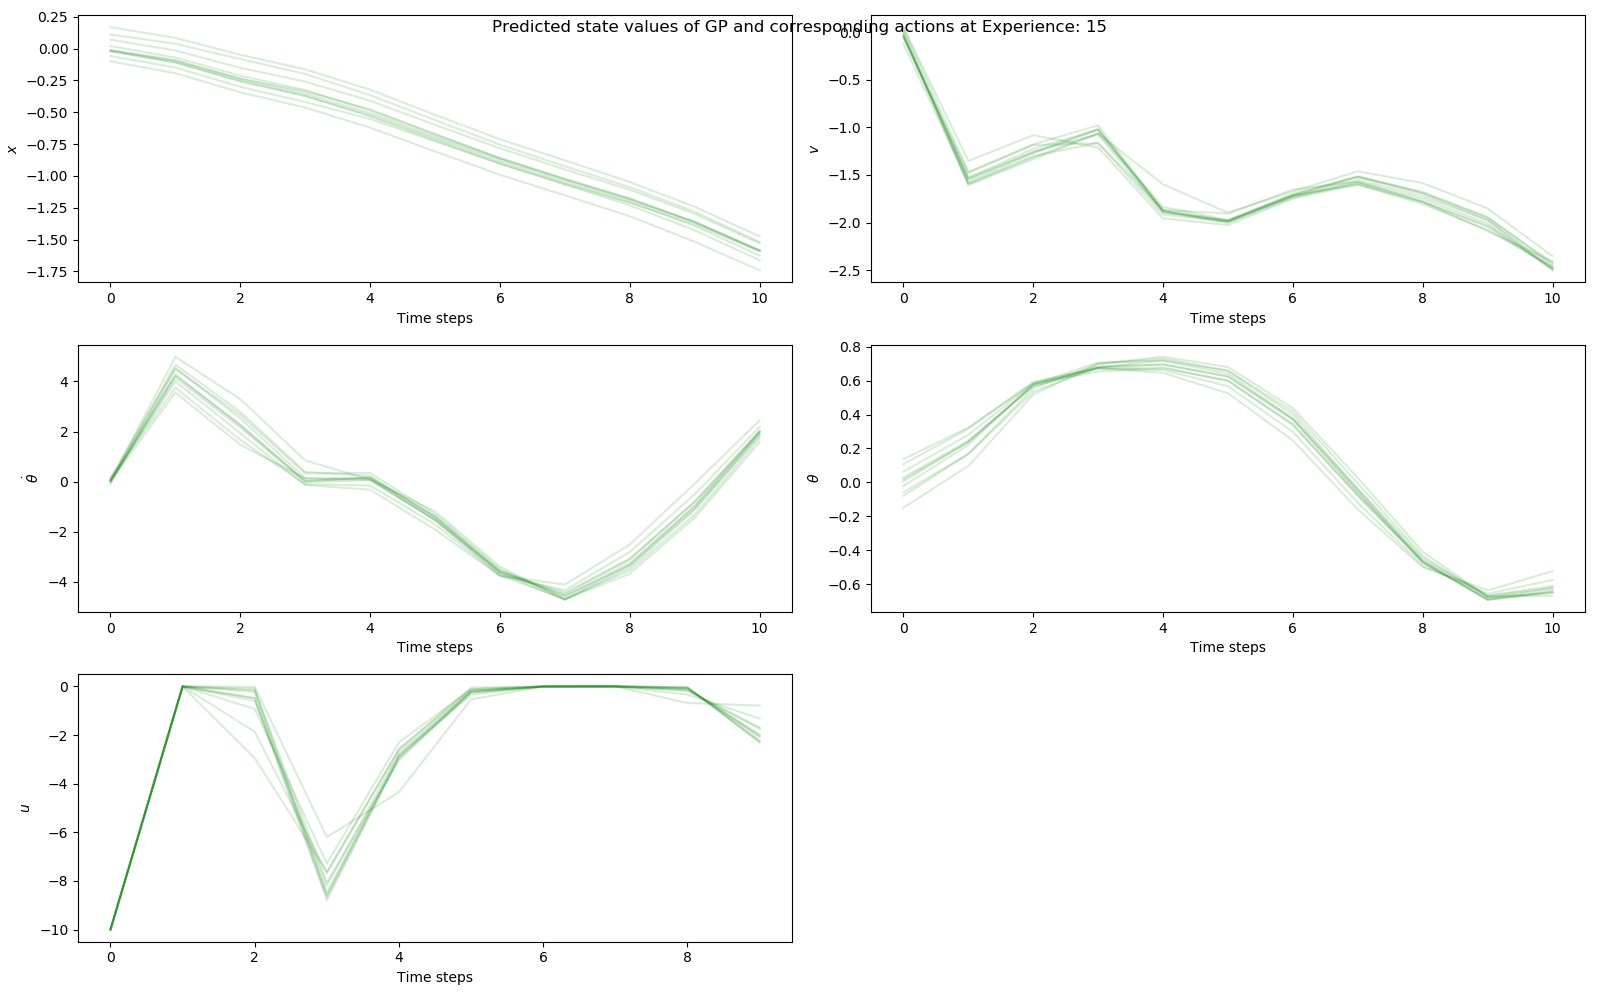 Predicted state values of GP and corresponding actions at Experience: 15
0.25
0.00
−0.25
−0.50
−0.75
−1.00
−1.25
−1.50
−1.75
x
0 2 4 6 8 10
Time steps
0.0
−0.5
−1.0
−1.5
−2.0
−2.5
v
0 2 4 6 8 10
Time steps
4
2
0
−2
−4
θ̇
0 2 4 6 8 10
Time steps
0.8
0.6
0.4
0.2
0.0
−0.2
−0.4
−0.6
θ
0 2 4 6 8 10
Time steps
0
−2
−4
−6
−8
−10
u
0 2 4 6 8
Time steps